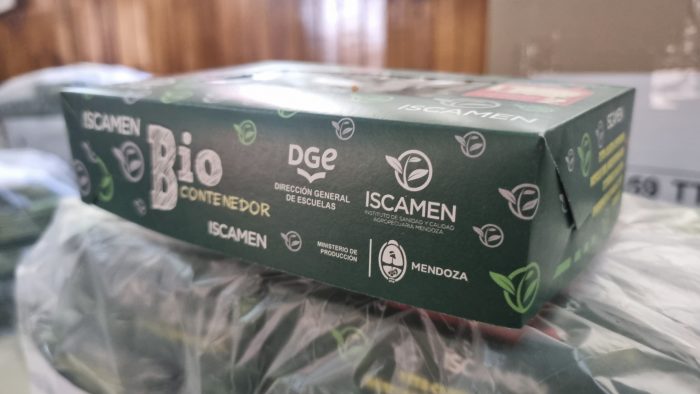 ISCAMEN
Bio
CONTENEDOR
ISCAMEN
DGe
DIRECCIÓN GENERAL
DE ESCUELAS
ISCAMEN
INSTITUTO DE SANIDAD Y CALIDAD
AGROPECUARIA MENDOZA
MINISTERIO DE
PRODUCCIÓN
MENDOZA
ISCAMEN